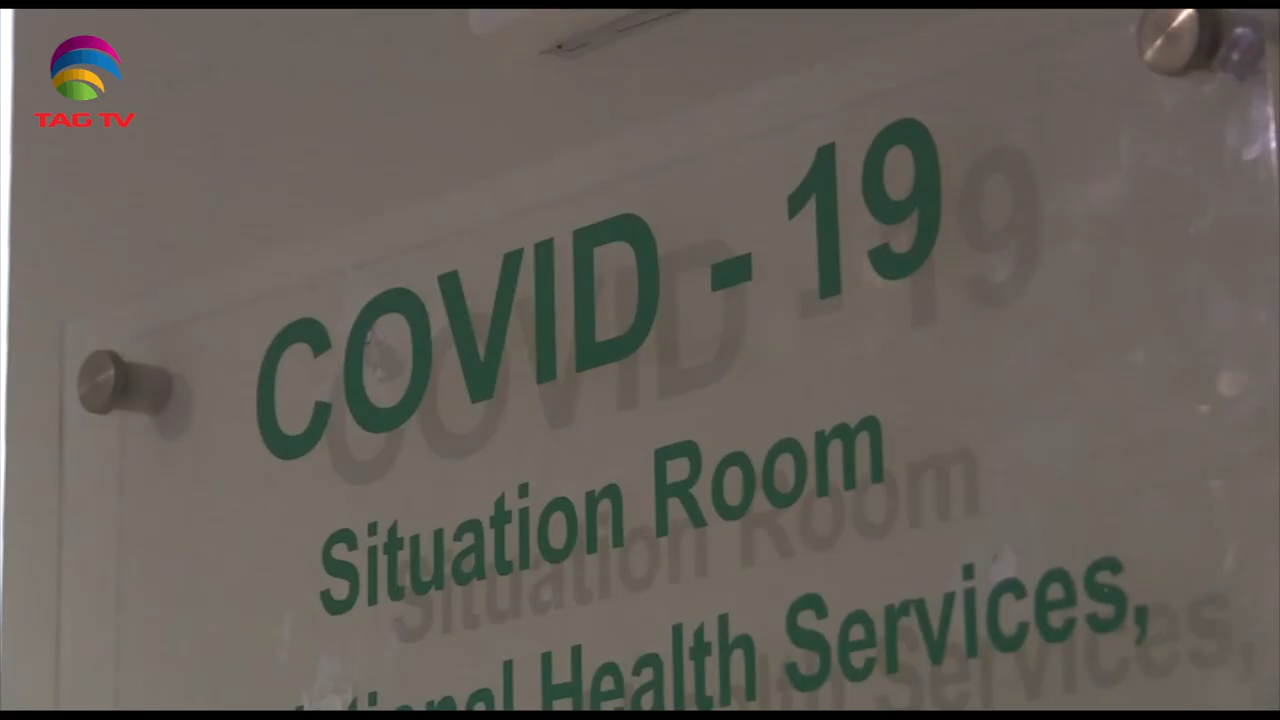 TAG TV
COVID - 19
Situation Room
Health Services,